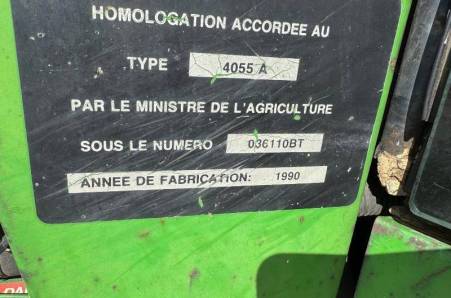 HOMOLOGATION ACCORDEE AU
TYPE 4055 A
PAR LE MINISTRE DE L'AGRICULTURE
SOUS LE NUMERO 036110BT
ANNEE DE FABRICATION: 1990